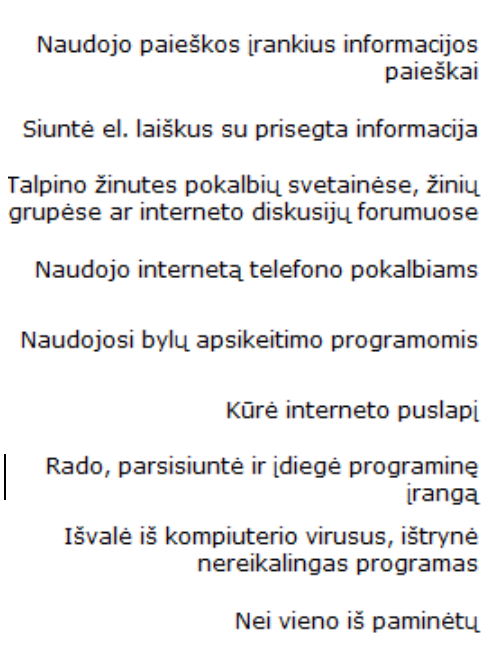 Naudojo paieškos įrankius informacijos
paieškai
Siuntė el. laiškus su prisegta informacija
Talpino žinutes pokalbių svetainėse, žinių
grupėse ar interneto diskusijų forumuose
Naudojo internetą telefono pokalbiams
Naudojosi bylų apsikeitimo programomis
Kūrė interneto puslapį
Rado, parsisiuntė ir įdiegė programinę
įrangą
Išvalė iš kompiuterio virusus, ištrynė
nereikalingas programas
Nei vieno iš paminėtų